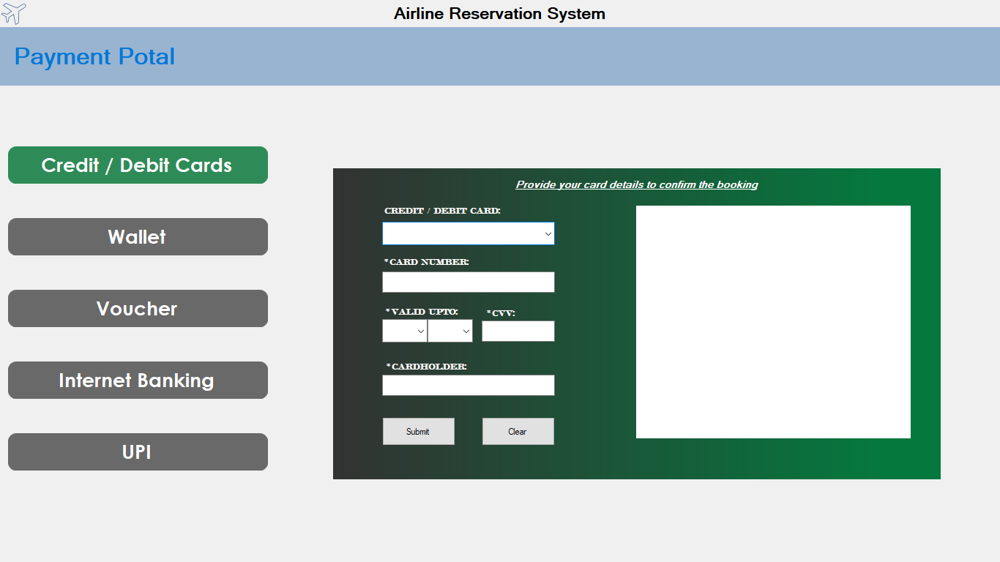 Airline Reservation System
Payment Potal
Credit / Debit Cards
Wallet
Voucher
Internet Banking
UPI
Provide your card details to confirm the booking
CREDIT / DEBIT CARD:
*CARD NUMBER:
*VALID UPTO: *CVV:
*CARDHOLDER:
Submit Clear